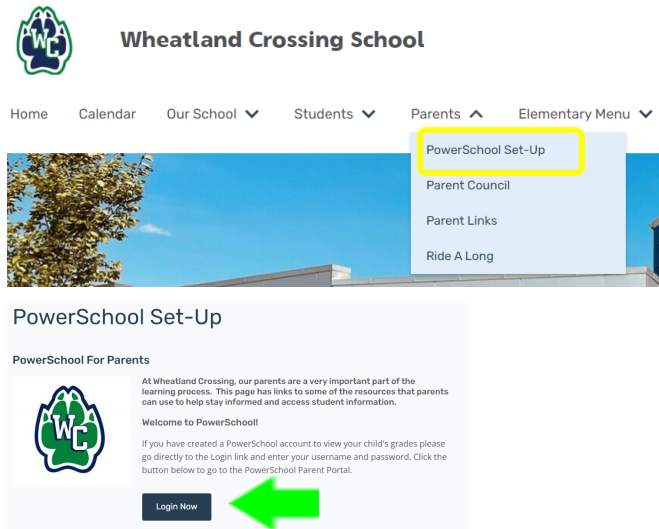 WC
Wheatland Crossing School
Home Calendar Our School Students Parents Elementary Menu
PowerSchool Set-Up
Parent Council
Parent Links
Ride A Long
PowerSchool Set-Up
PowerSchool For Parents
WC
At Wheatland Crossing, our parents are a very important part of the
learning process. This page has links to some of the resources that parents
can use to help stay informed and access student information.
Welcome to PowerSchool!
If you have created a PowerSchool account to view your child's grades please
go directly to the Login link and enter your username and password. Click the
button below to go to the PowerSchool Parent Portal.
Login Now